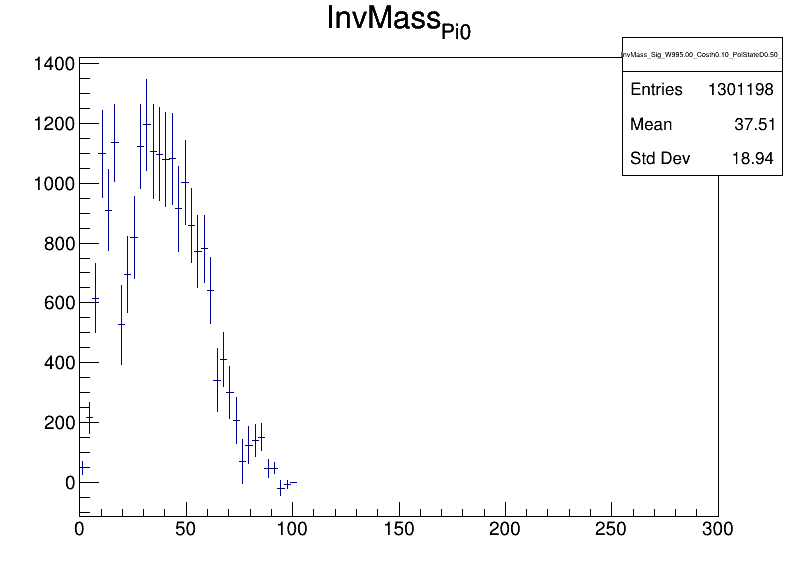 InvMass_Pi0
InvMass_Sig_W995.00_Costh0.10_PolStateD0.50_
Entries 1301198
Mean 37.51
Std Dev 18.94
1400
1200
1000
800
600
400
200
0
0 50 100 150 200 250 300